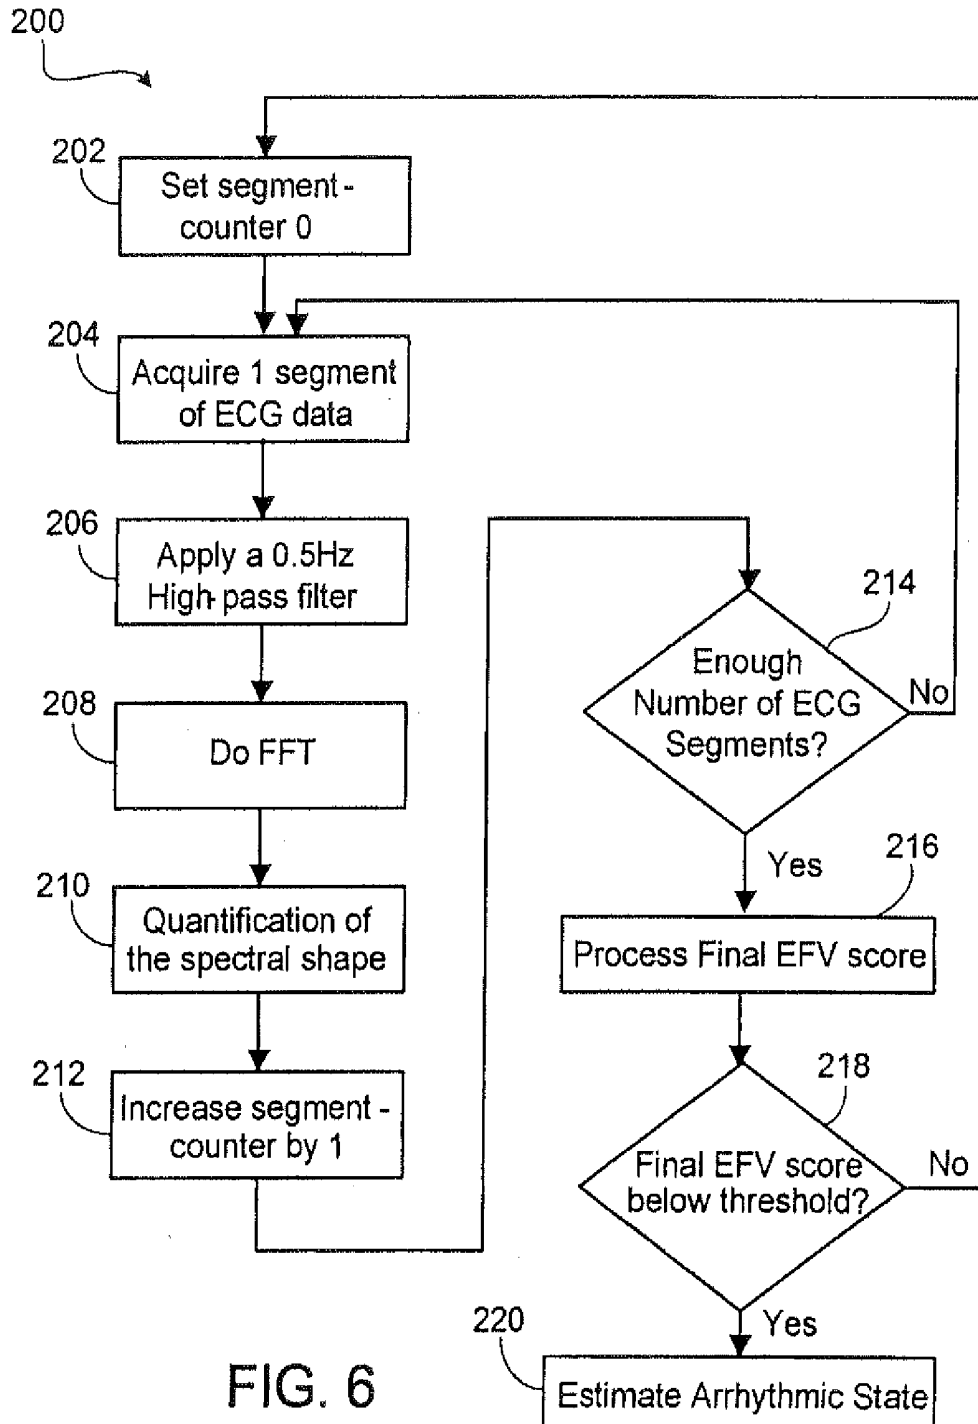 200
202
Set segment-
counter 0
204
Acquire 1 segment
of ECG data
206
Apply a 0.5Hz
High-pass filter
208
Do FFT
210
Quantification of
the spectral shape
212
Increase segment-
counter by 1
214
Enough
Number of ECG
Segments?
No
Yes
216
Process Final EFV score
218
Final EFV score
below threshold?
No
Yes
220
Estimate Arrhythmic State
FIG. 6